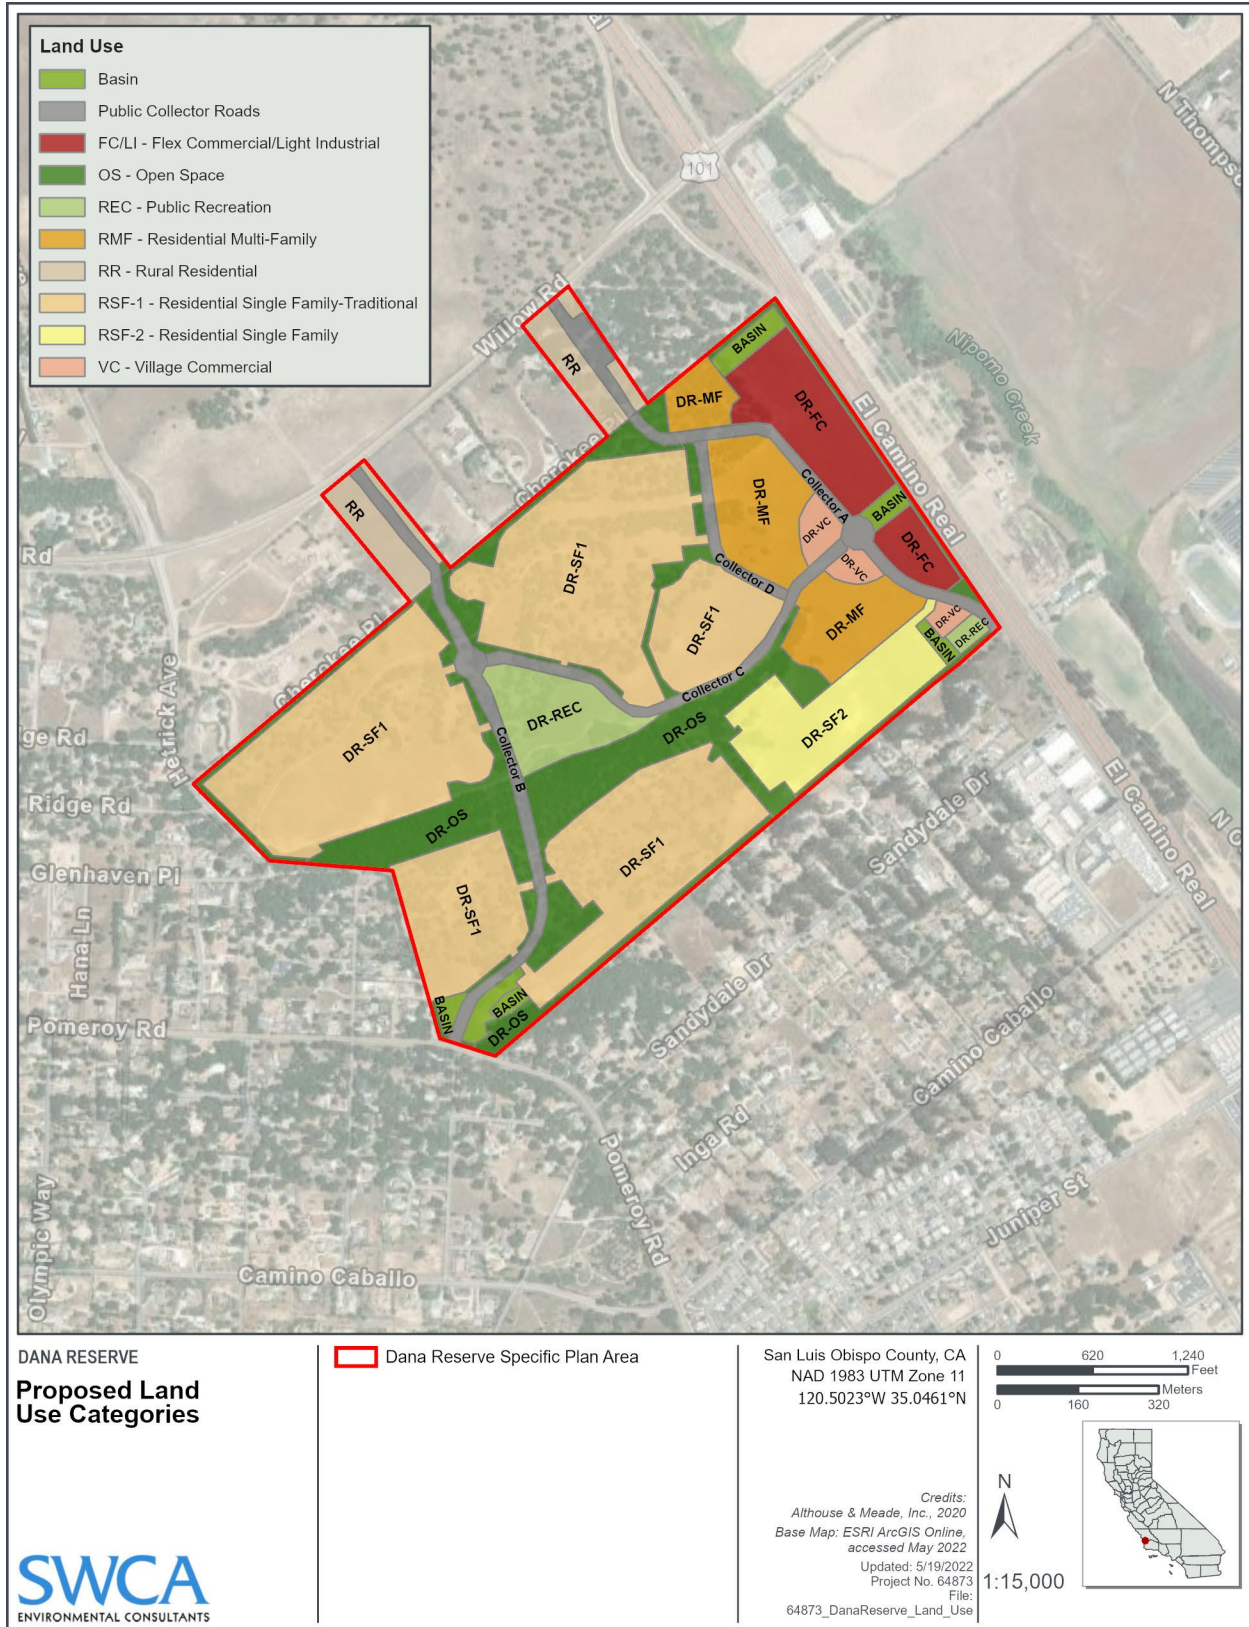 Land Use
Basin
Public Collector Roads
FC/LI - Flex Commercial/Light Industrial
OS - Open Space
REC - Public Recreation
RMF - Residential Multi-Family
RR - Rural Residential
RSF-1 - Residential Single Family-Traditional
RSF-2 - Residential Single Family
VC - Village Commercial
101
N Thompso
Nipomo Creek
Willow Rd
RR
BASIN
DR-MF
DR-FC
El Camino Real
Cherokee
Collector A
BASIN
DR-MF
DR-VC
DR-FC
DR-VC
RR
Rd
DR-SF1
Collector D
DR-SF1
DR-MF
DR-VC
DR-REC
BASIN
Cherokee Pl
Hetrick Ave
Collector C
DR-REC
DR-OS
DR-SF2
DR-SF1
Collector B
ge Rd
Ridge Rd
DR-OS
DR-SF1
Sandydale Dr
El Camino Real
Glenhaven Pl
DR-SF1
Hana Ln
BASIN
BASIN
DR-OS
Pomeroy Rd
Sandydale Dr
Camino Caballo
Inga Rd
Pomeroy Rd
Juniper St
Olympic Way
Camino Caballo
DANA RESERVE
Proposed Land
Use Categories
SWCA
ENVIRONMENTAL CONSULTANTS
Dana Reserve Specific Plan Area
San Luis Obispo County, CA
NAD 1983 UTM Zone 11
120.5023°W 35.0461°N
Credits:
Althouse & Meade, Inc., 2020
Base Map: ESRI ArcGIS Online,
accessed May 2022
Updated: 5/19/2022
Project No. 64873
File:
64873_DanaReserve_Land_Use
0 620 1,240
Feet
Meters
0 160 320
N
1:15,000